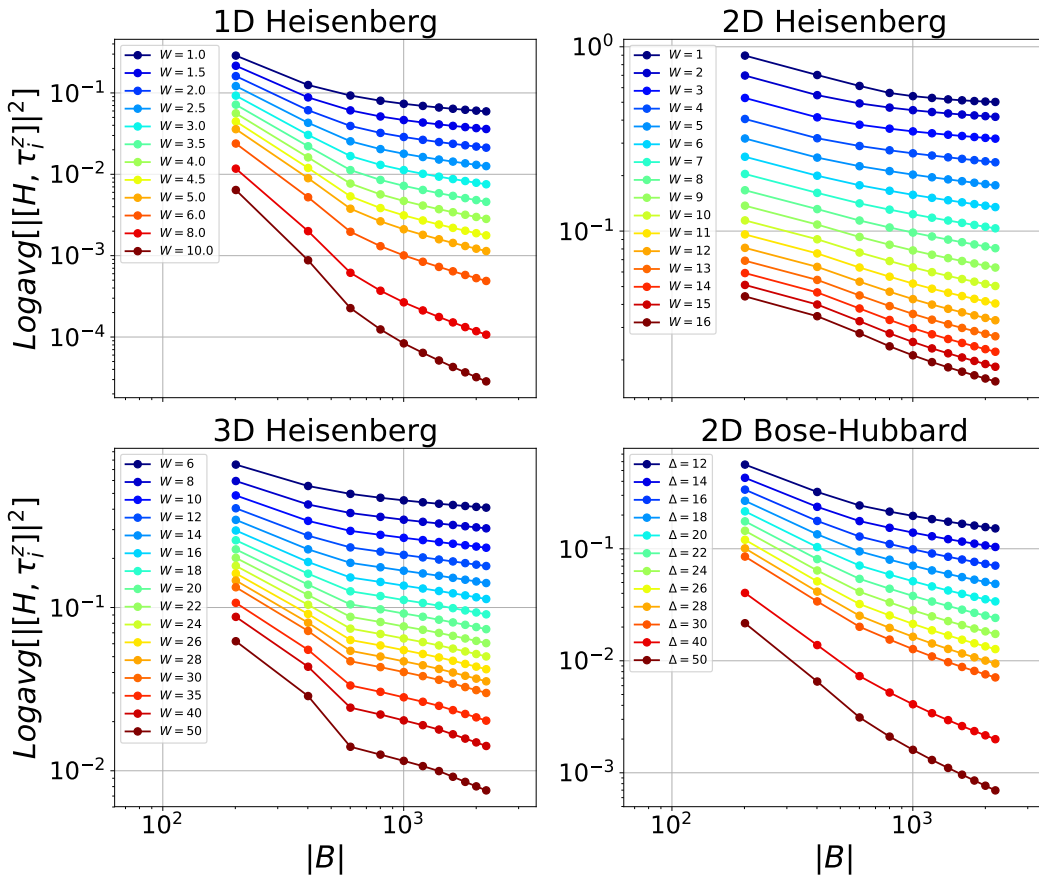 1D Heisenberg
Logavg[||[H, τ_i^z]||^2]
10^{-1}
10^{-2}
10^{-3}
10^{-4}
W = 1.0
W = 1.5
W = 2.0
W = 2.5
W = 3.0
W = 3.5
W = 4.0
W = 4.5
W = 5.0
W = 6.0
W = 8.0
W = 10.0
2D Heisenberg
10^0
10^{-1}
W = 1
W = 2
W = 3
W = 4
W = 5
W = 6
W = 7
W = 8
W = 9
W = 10
W = 11
W = 12
W = 13
W = 14
W = 15
W = 16
3D Heisenberg
Logavg[||[H, τ_i^z]||^2]
10^{-1}
10^{-2}
W = 6
W = 8
W = 10
W = 12
W = 14
W = 16
W = 18
W = 20
W = 22
W = 24
W = 26
W = 28
W = 30
W = 35
W = 40
W = 50
10^2
10^3
|B|
2D Bose-Hubbard
10^{-1}
10^{-2}
10^{-3}
Δ = 12
Δ = 14
Δ = 16
Δ = 18
Δ = 20
Δ = 22
Δ = 24
Δ = 26
Δ = 28
Δ = 30
Δ = 40
Δ = 50
10^2
10^3
|B|